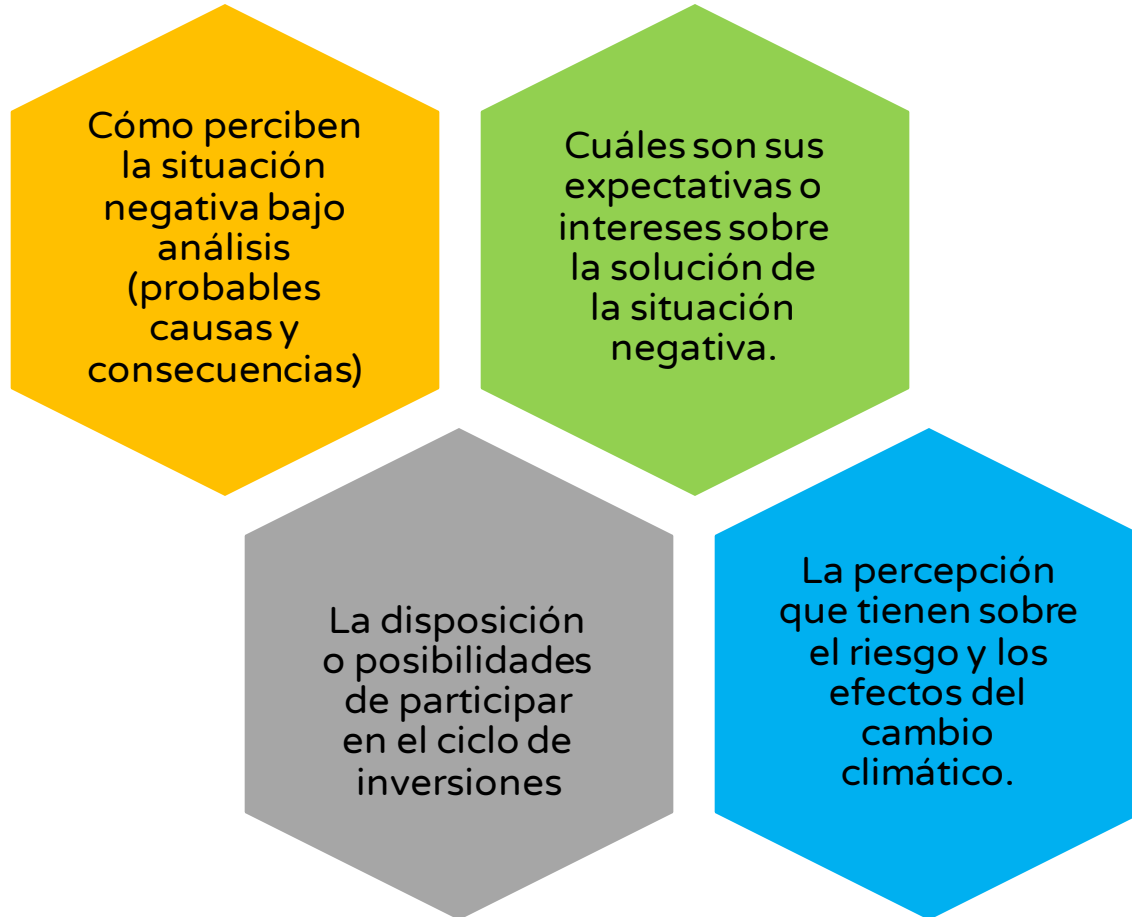 Cómo perciben
la situación
negativa bajo
análisis
(probables
causas y
consecuencias)
Cuáles son sus
expectativas o
intereses sobre
la solución de
la situación
negativa.
La disposición
o posibilidades
de participar
en el ciclo de
inversiones
La percepción
que tienen sobre
el riesgo y los
efectos del
cambio
climático.